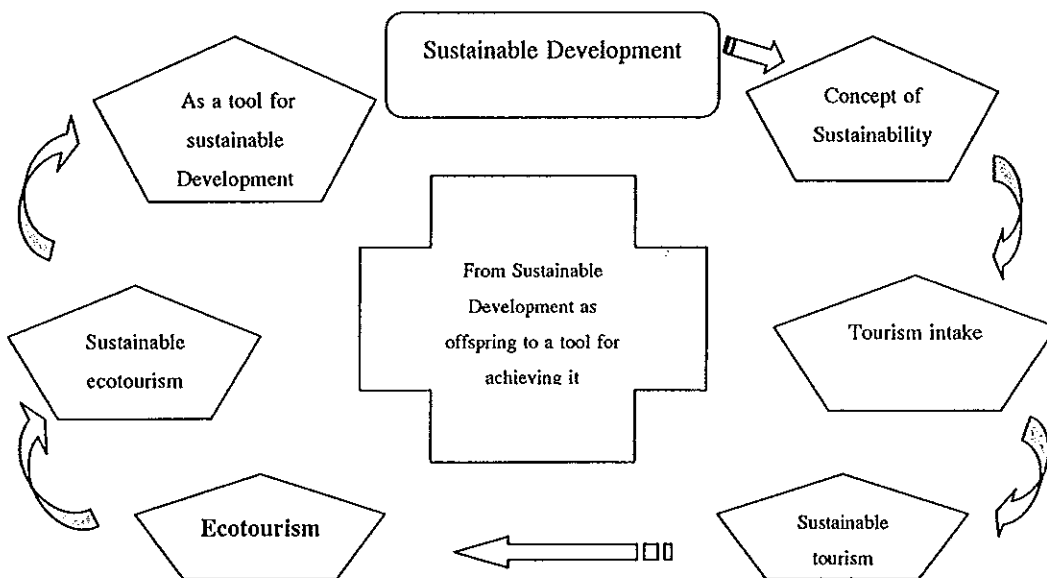 Sustainable Development
Concept of
Sustainability
Tourism intake
Sustainable
tourism
Ecotourism
Sustainable
ecotourism
As a tool for
sustainable
Development
From Sustainable
Development as
offspring to a tool for
achieving it